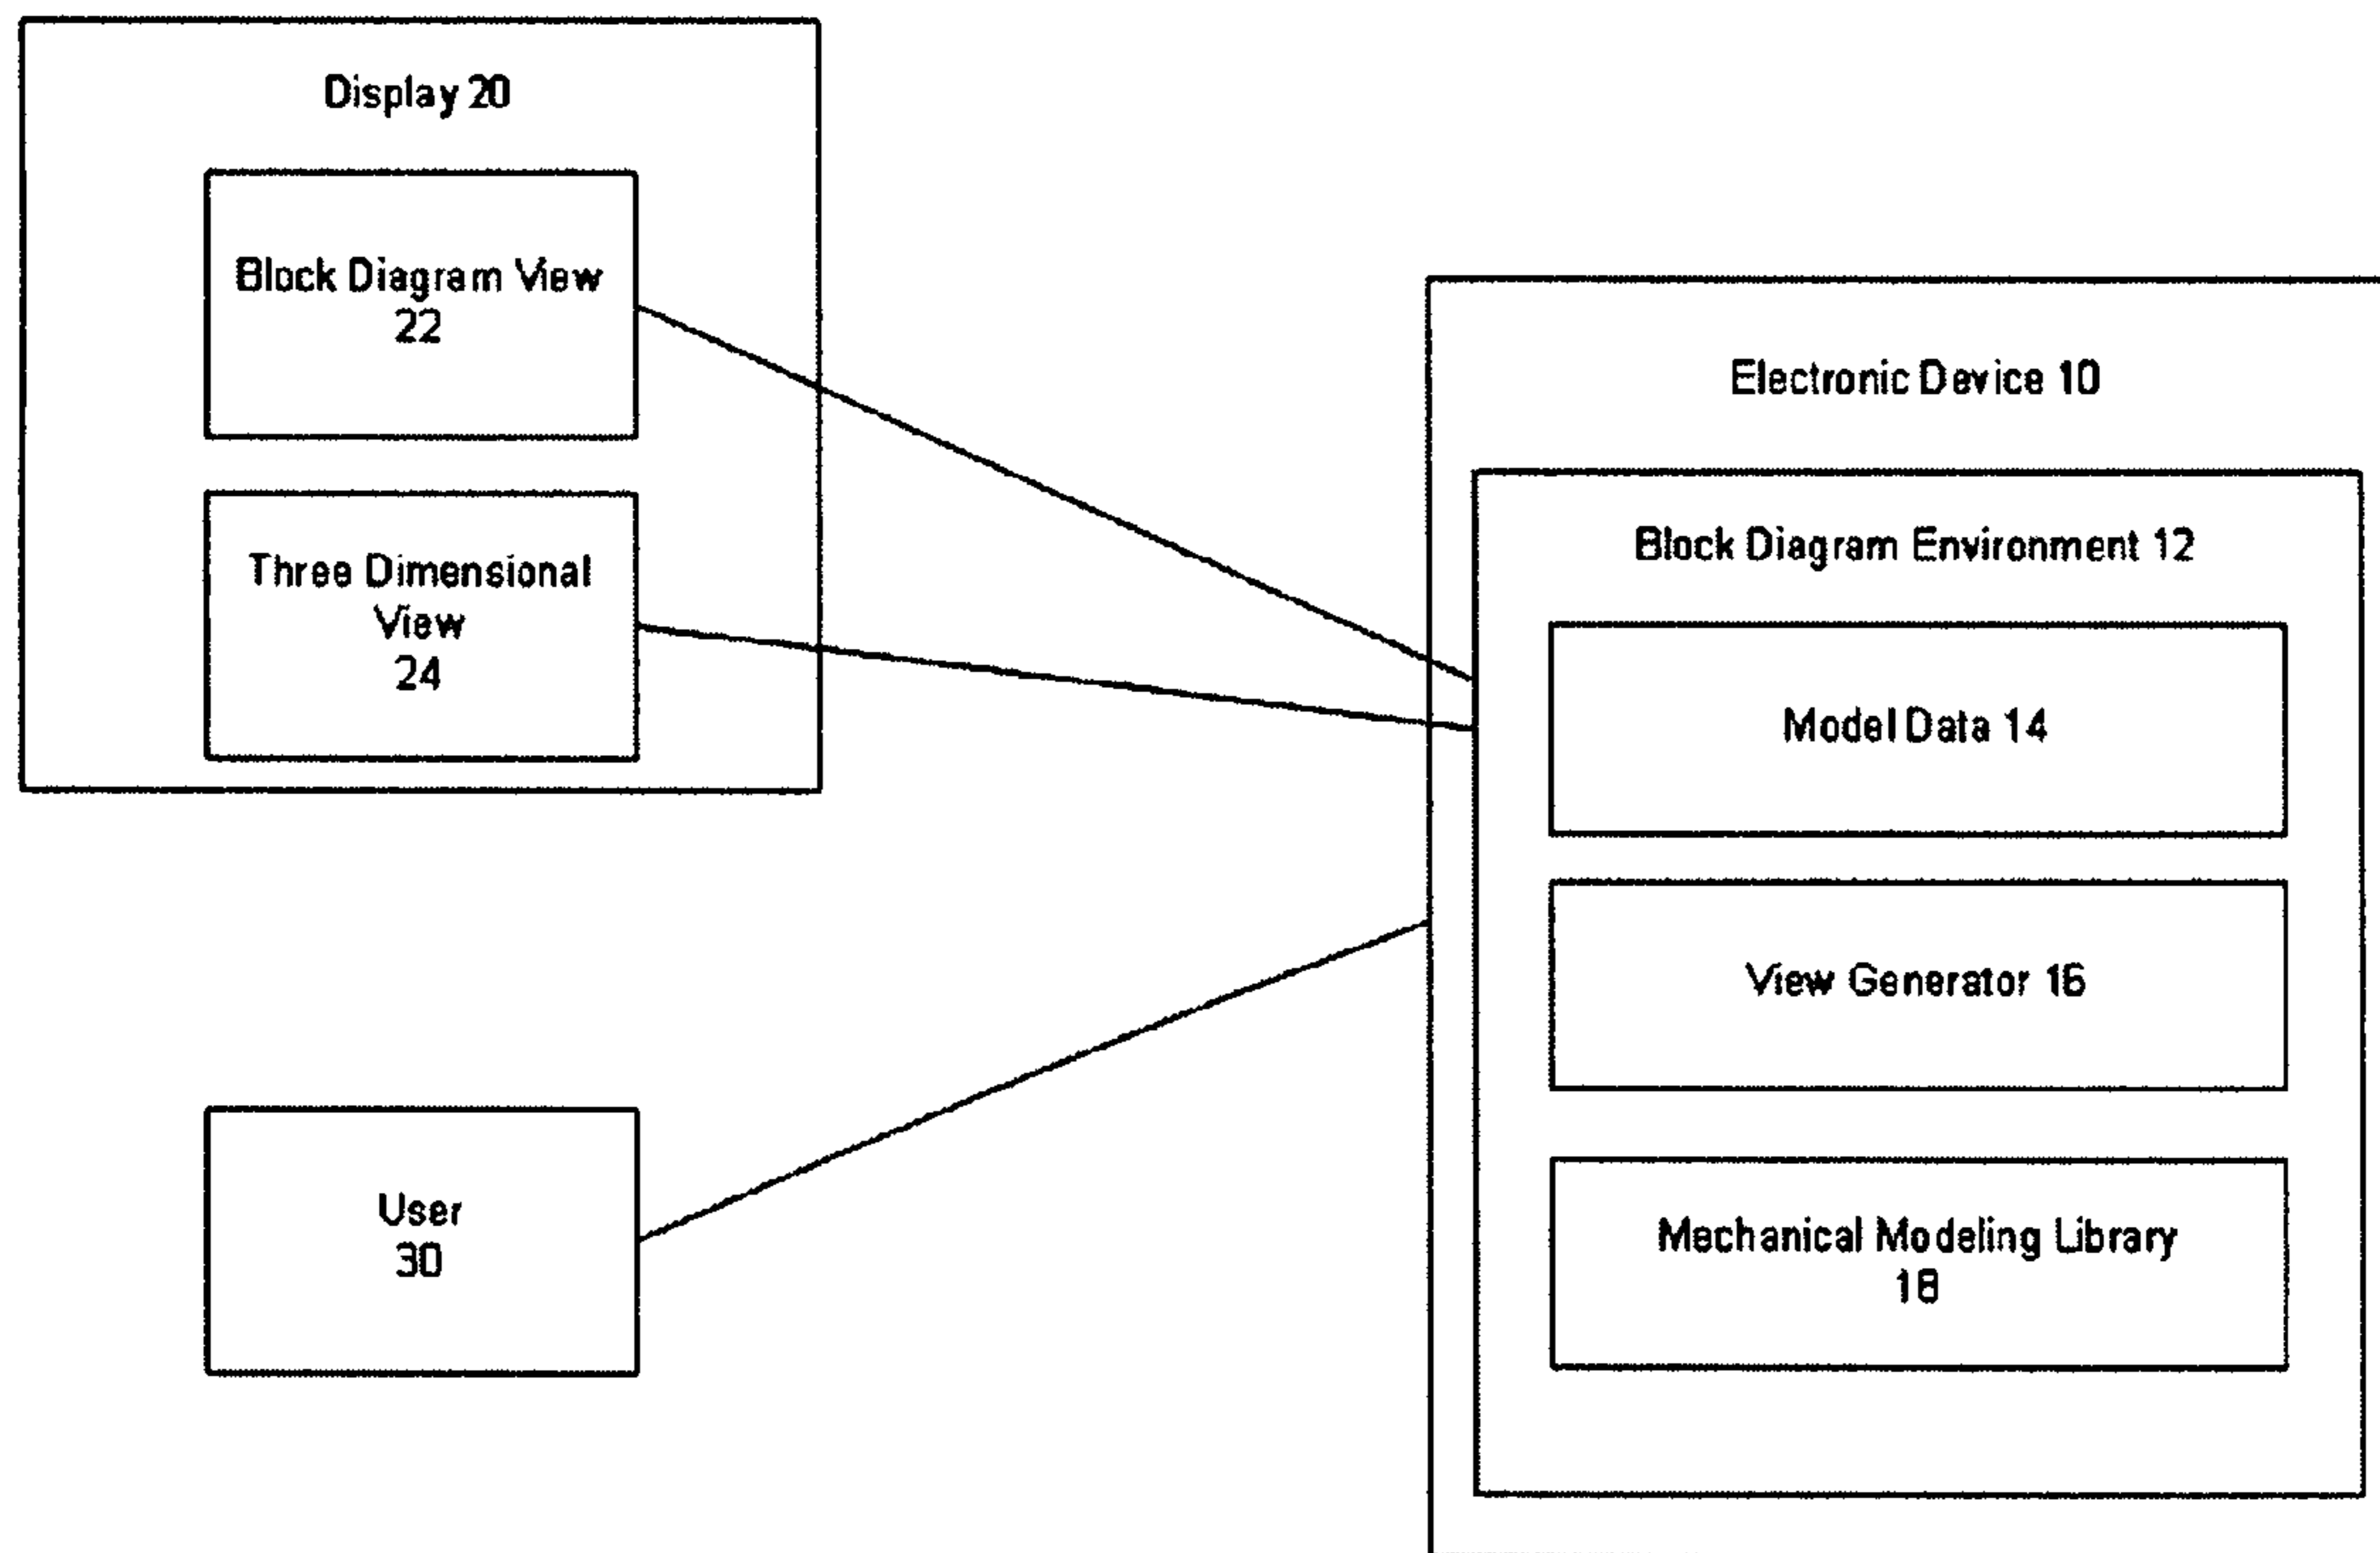 Display 20
Block Diagram View
22
Three Dimensional
View
24
Electronic Device 10
Block Diagram Environment 12
Model Data 14
View Generator 16
Mechanical Modeling Library
18
User
30